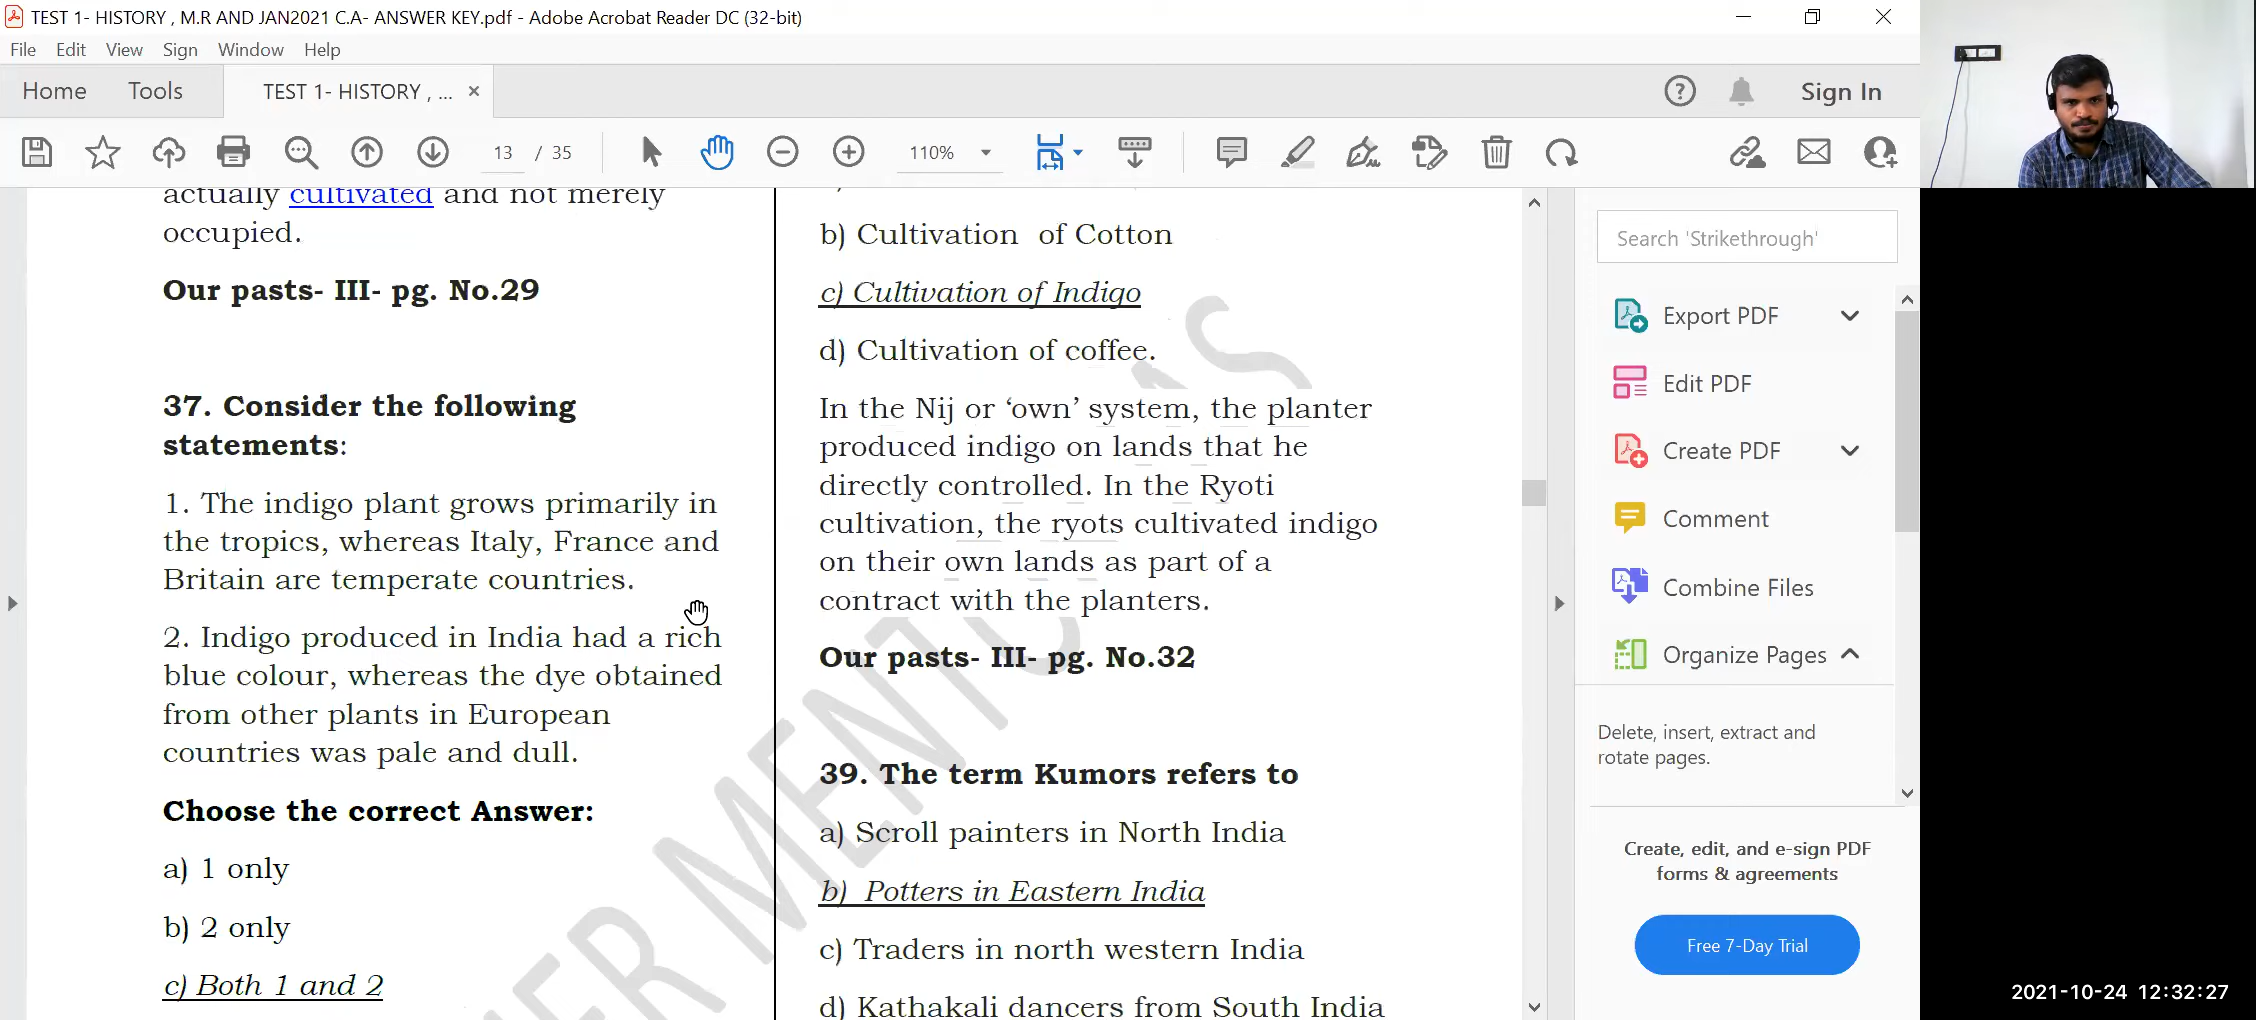 TEST 1- HISTORY , M.R AND JAN2021 C.A- ANSWER KEY.pdf - Adobe Acrobat Reader DC (32-bit)
File Edit View Sign Window Help
Home Tools TEST 1- HISTORY , ... ×
Sign In
13 / 35
110%
actually cultivated and not merely
occupied.
Our pasts- III- pg. No.29
37. Consider the following
statements:
1. The indigo plant grows primarily in
the tropics, whereas Italy, France and
Britain are temperate countries.
2. Indigo produced in India had a rich
blue colour, whereas the dye obtained
from other plants in European
countries was pale and dull.
Choose the correct Answer:
a) 1 only
b) 2 only
c) Both 1 and 2
b) Cultivation of Cotton
c) Cultivation of Indigo
d) Cultivation of coffee.
In the Nij or ‘own’ system, the planter
produced indigo on lands that he
directly controlled. In the Ryoti
cultivation, the ryots cultivated indigo
on their own lands as part of a
contract with the planters.
Our pasts- III- pg. No.32
39. The term Kumors refers to
a) Scroll painters in North India
b) Potters in Eastern India
c) Traders in north western India
d) Kathakali dancers from South India
Search 'Strikethrough'
Export PDF
Edit PDF
Create PDF
Comment
Combine Files
Organize Pages
Delete, insert, extract and
rotate pages.
Create, edit, and e-sign PDF
forms & agreements
Free 7-Day Trial
2021-10-24 12:32:27